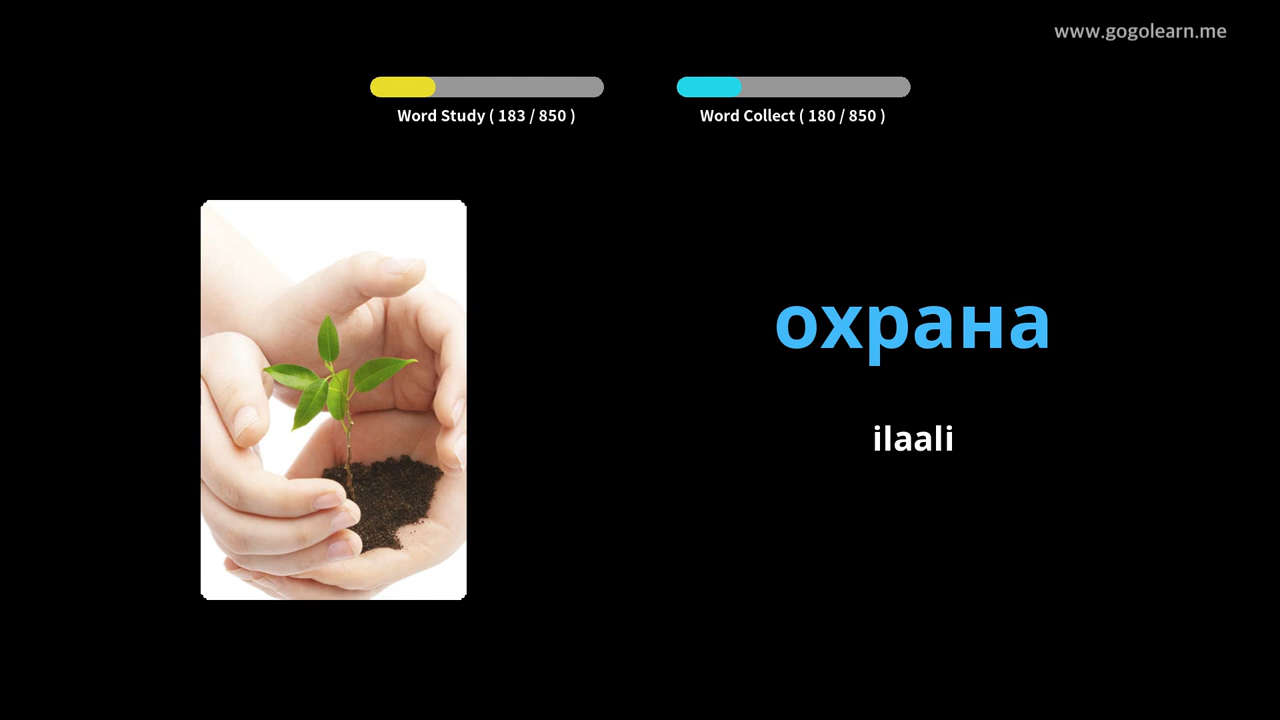 www.gogolearn.me
Word Study ( 183 / 850 )
Word Collect ( 180 / 850 )
охрана
ilaali